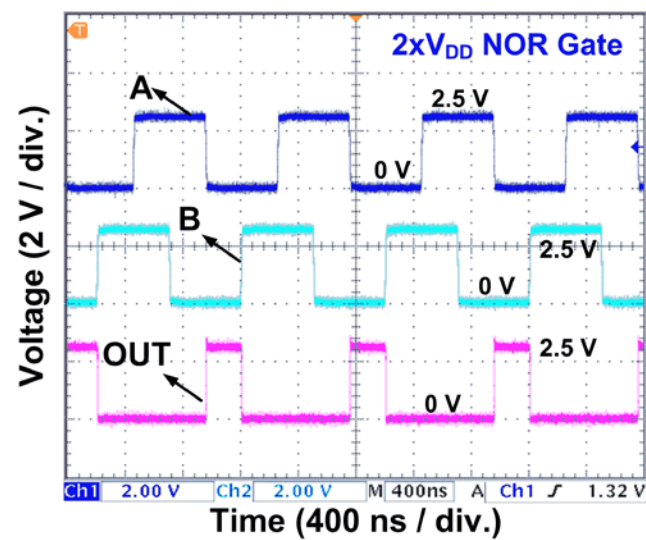 T
2xVDD NOR Gate
A
2.5 V
0 V
B
2.5 V
0 V
OUT
2.5 V
0 V
Voltage (2 V / div.)
Ch1 2.00 V Ch2 2.00 V M 400ns A Ch1 ƒ 1.32 V
Time (400 ns / div.)